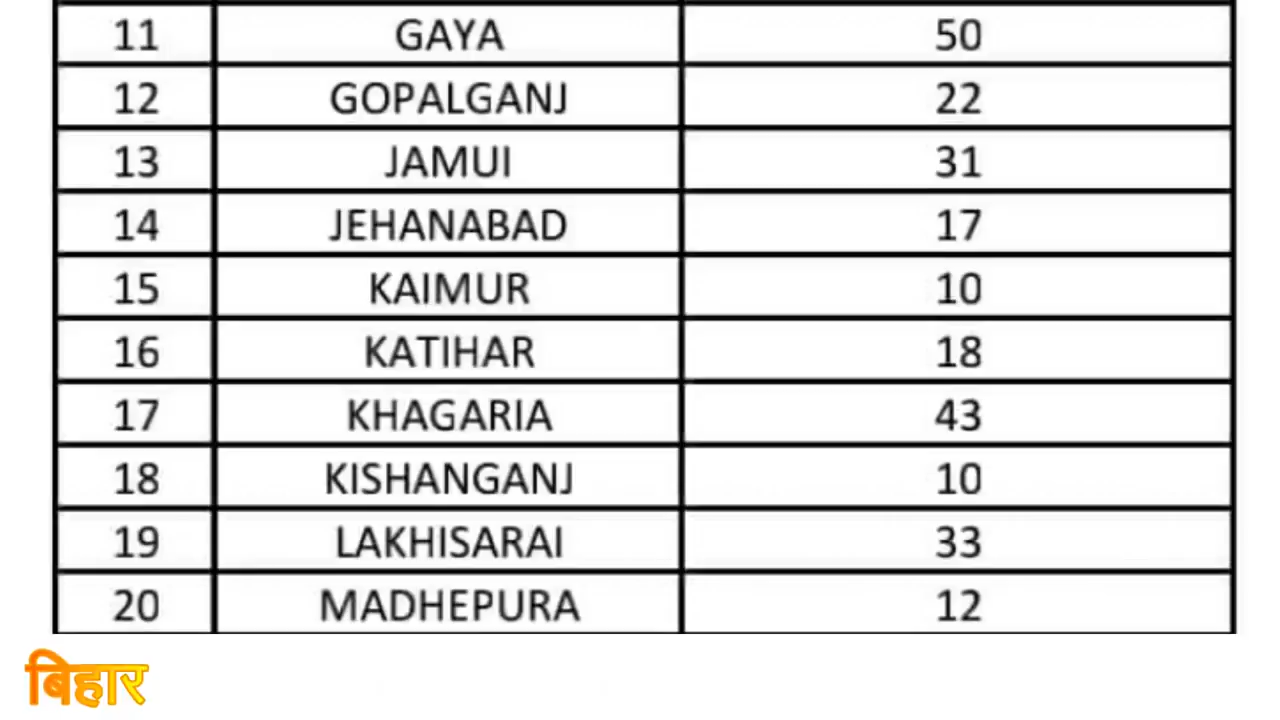 11 GAYA 50
12 GOPALGANJ 22
13 JAMUI 31
14 JEHANABAD 17
15 KAIMUR 10
16 KATIHAR 18
17 KHAGARIA 43
18 KISHANGANJ 10
19 LAKHISARAI 33
20 MADHEPURA 12
बिहार